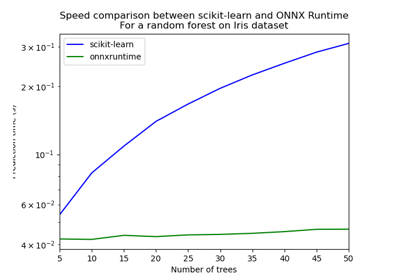 Speed comparison between scikit-learn and ONNX Runtime
For a random forest on Iris dataset
scikit-learn
onnxruntime
3 × 10⁻¹
2 × 10⁻¹
10⁻¹
6 × 10⁻²
4 × 10⁻²
5 10 15 20 25 30 35 40 45 50
Number of trees